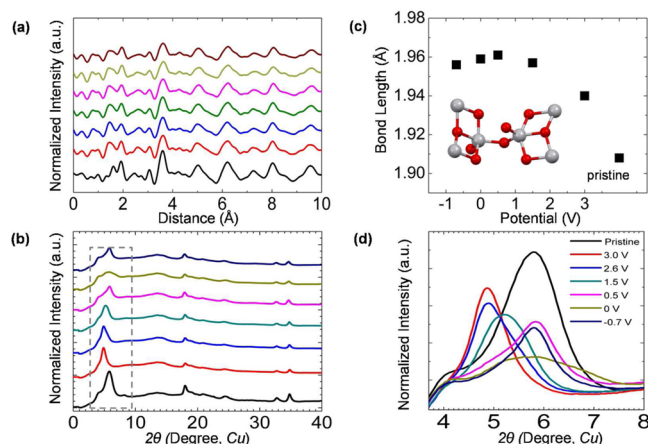 (a)
Normalized Intensity (a.u.)
0 2 4 6 8 10
Distance (Å)
(c)
Bond Length (Å)
1.98
1.96
1.94
1.92
1.90
pristine
-1 0 1 2 3 4
Potential (V)
(b)
Normalized Intensity (a.u.)
0 10 20 30 40
2θ (Degree, Cu)
(d)
Normalized Intensity (a.u.)
Pristine
3.0 V
2.6 V
1.5 V
0.5 V
0 V
-0.7 V
4 5 6 7 8
2θ (Degree, Cu)